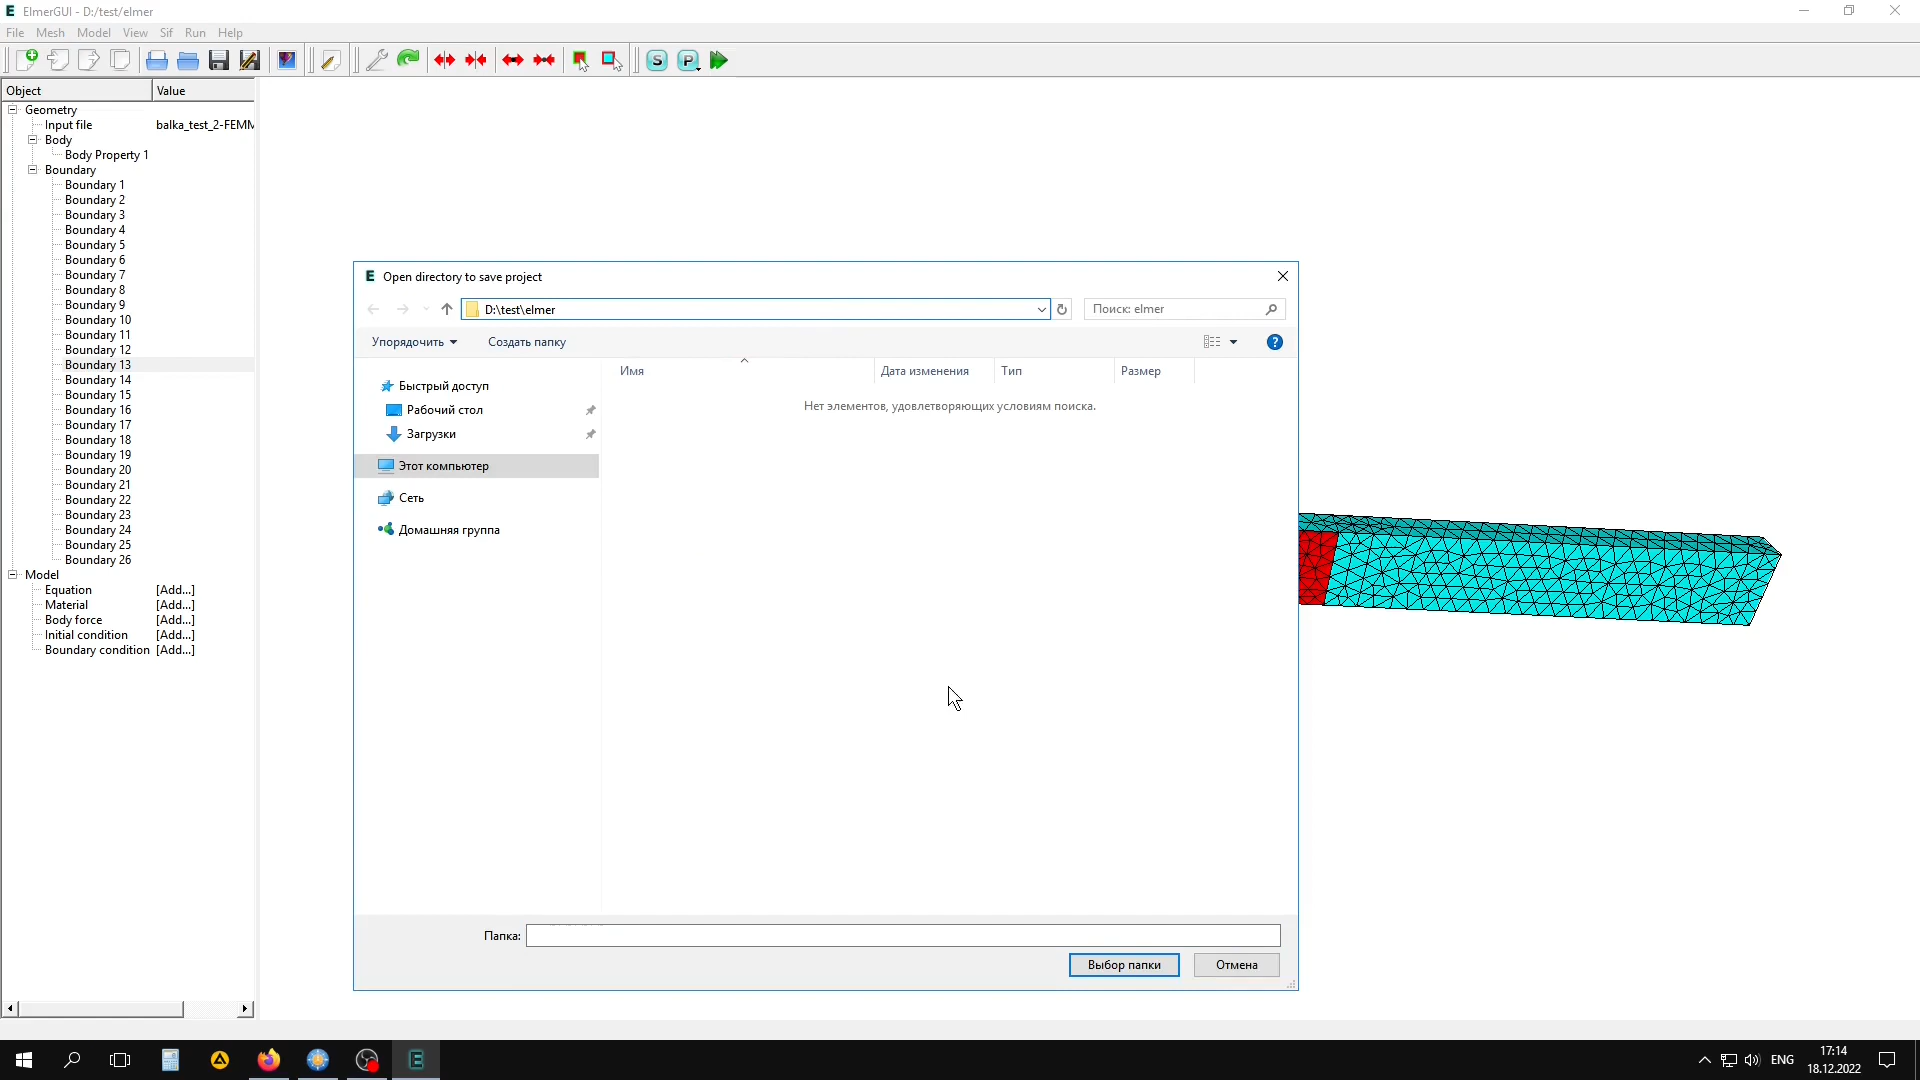 ElmerGUI - D:/test/elmer
File Mesh Model View Sif Run Help
S P
Object Value
Geometry
Input file balka_test_2-FEMM
Body
Body Property 1
Boundary
Boundary 1
Boundary 2
Boundary 3
Boundary 4
Boundary 5
Boundary 6
Boundary 7
Boundary 8
Boundary 9
Boundary 10
Boundary 11
Boundary 12
Boundary 13
Boundary 14
Boundary 15
Boundary 16
Boundary 17
Boundary 18
Boundary 19
Boundary 20
Boundary 21
Boundary 22
Boundary 23
Boundary 24
Boundary 25
Boundary 26
Model
Equation [Add...]
Material [Add...]
Body force [Add...]
Initial condition [Add...]
Boundary condition [Add...]
Open directory to save project
D:\test\elmer
Поиск: elmer
Упорядочить Создать папку
Имя Дата изменения Тип Размер
Нет элементов, удовлетворяющих условиям поиска.
Быстрый доступ
Рабочий стол
Загрузки
Этот компьютер
Сеть
Домашняя группа
Папка:
Выбор папки Отмена
ENG
17:14
18.12.2022